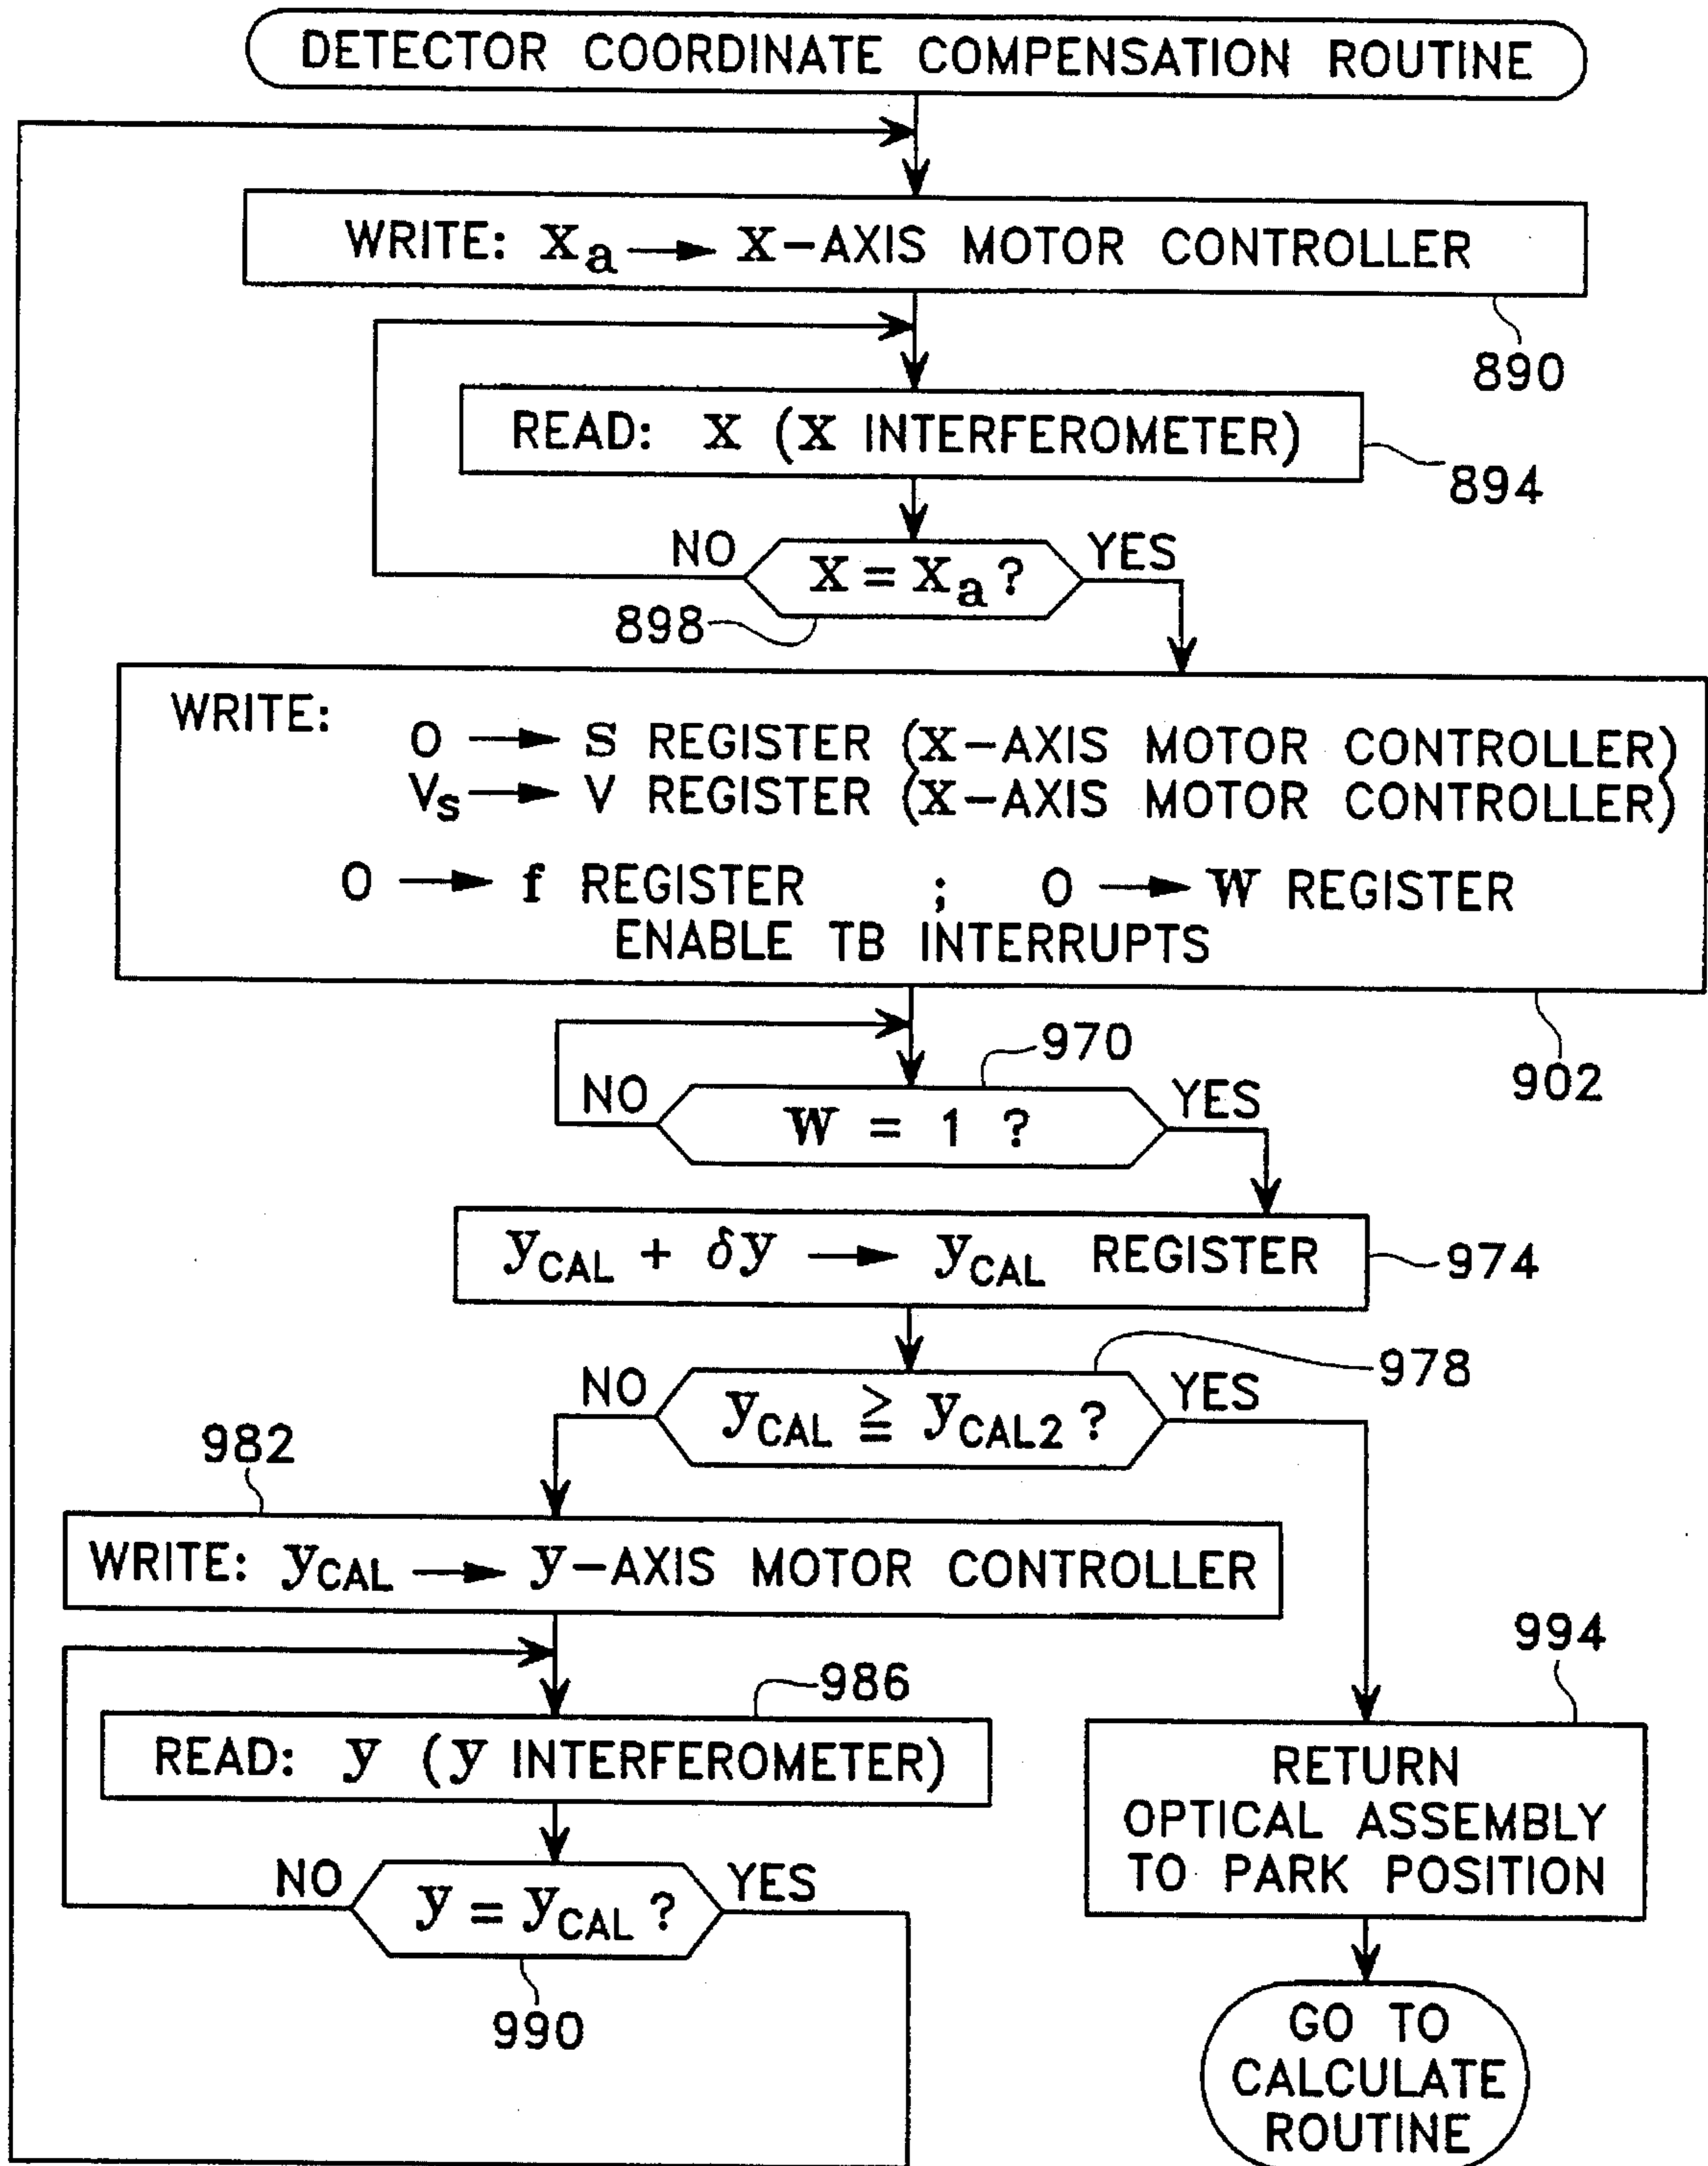 DETECTOR COORDINATE COMPENSATION ROUTINE
WRITE: Xa → X-AXIS MOTOR CONTROLLER
890
READ: X (X INTERFEROMETER)
894
NO
YES
X = Xa ?
898
WRITE:
0 → S REGISTER (X-AXIS MOTOR CONTROLLER)
Vs → V REGISTER (X-AXIS MOTOR CONTROLLER)
0 → f REGISTER ; 0 → W REGISTER
ENABLE TB INTERRUPTS
902
970
NO
YES
W = 1 ?
yCAL + δy → yCAL REGISTER
974
978
NO
YES
yCAL ≧ yCAL2 ?
982
WRITE: yCAL → y-AXIS MOTOR CONTROLLER
986
READ: y (y INTERFEROMETER)
NO
YES
y = yCAL ?
990
994
RETURN
OPTICAL ASSEMBLY
TO PARK POSITION
GO TO
CALCULATE
ROUTINE